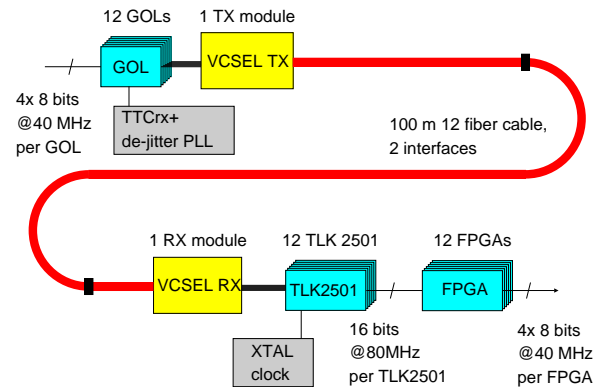 12 GOLs
1 TX module
GOL
VCSEL TX
4x 8 bits
@40 MHz
per GOL
TTCrx+
de-jitter PLL
100 m 12 fiber cable,
2 interfaces
1 RX module
12 TLK 2501
12 FPGAs
VCSEL RX
TLK2501
FPGA
XTAL
clock
16 bits
@80MHz
per TLK2501
4x 8 bits
@40 MHz
per FPGA